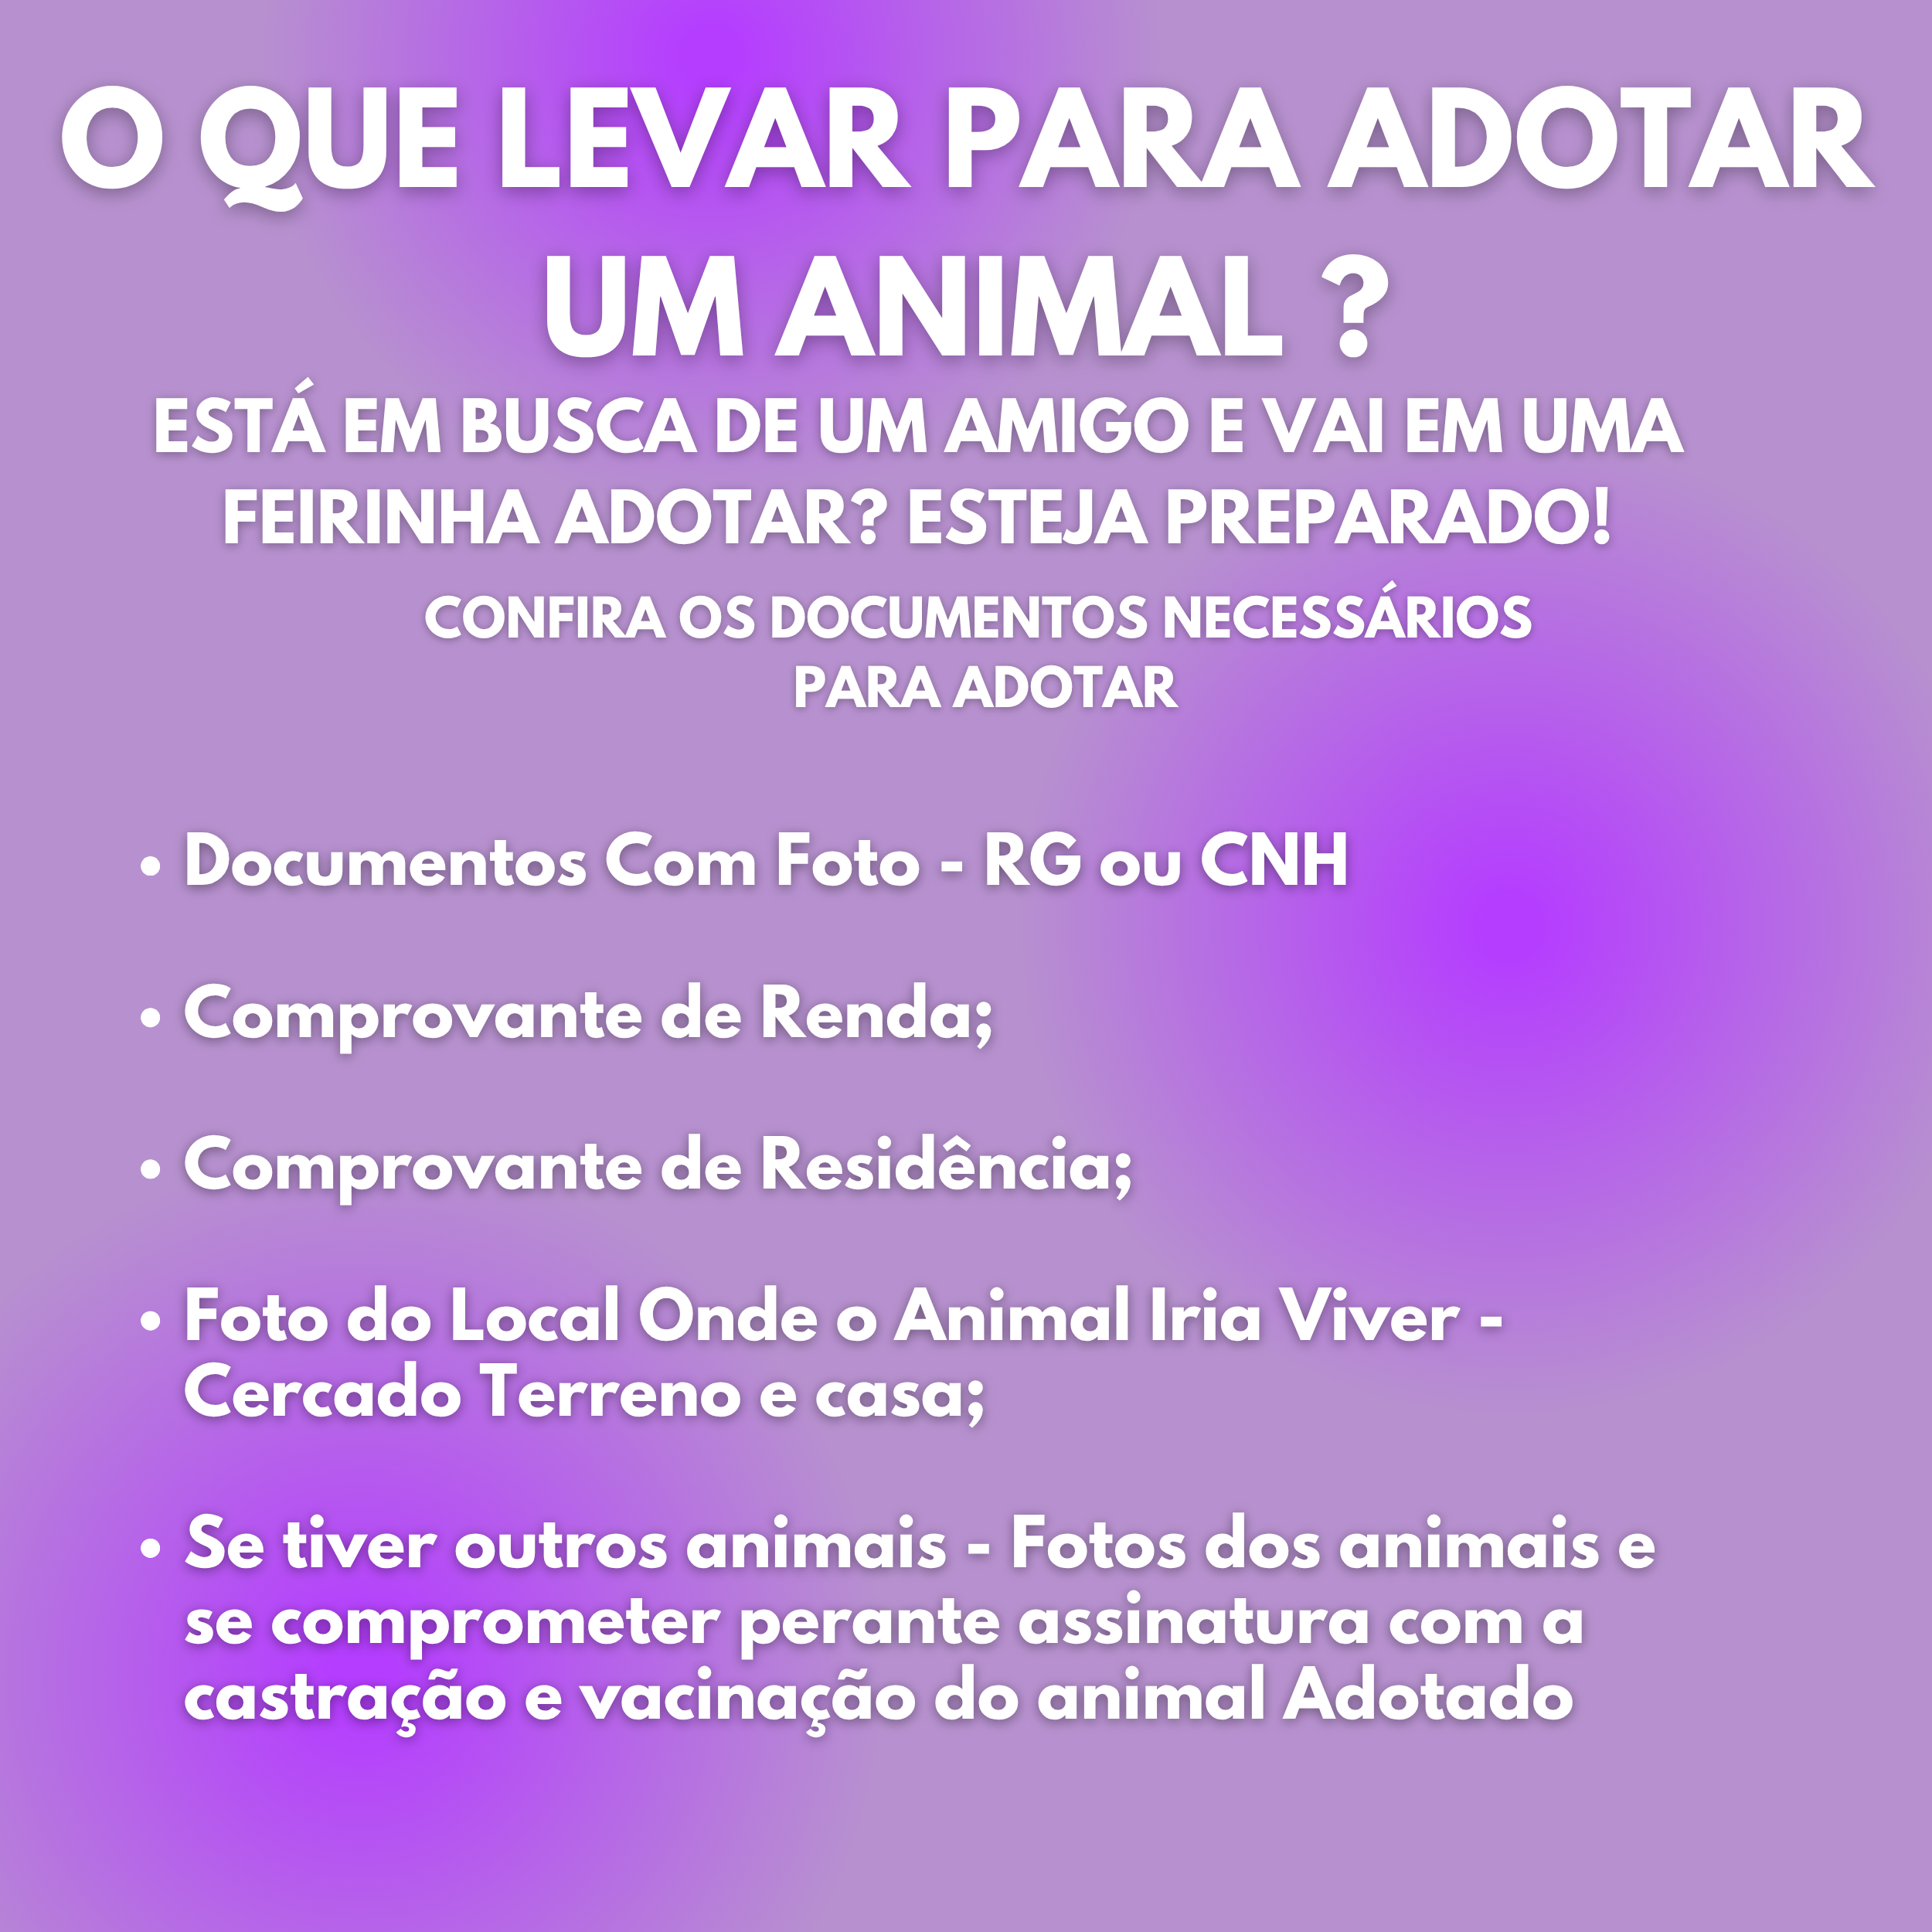 O QUE LEVAR PARA ADOTAR
UM ANIMAL ?
ESTÁ EM BUSCA DE UM AMIGO E VAI EM UMA
FEIRINHA ADOTAR? ESTEJA PREPARADO!
CONFIRA OS DOCUMENTOS NECESSÁRIOS
PARA ADOTAR
• Documentos Com Foto - RG ou CNH
• Comprovante de Renda;
• Comprovante de Residência;
• Foto do Local Onde o Animal Iria Viver -
Cercado Terreno e casa;
• Se tiver outros animais - Fotos dos animais e
se comprometer perante assinatura com a
castração e vacinação do animal Adotado